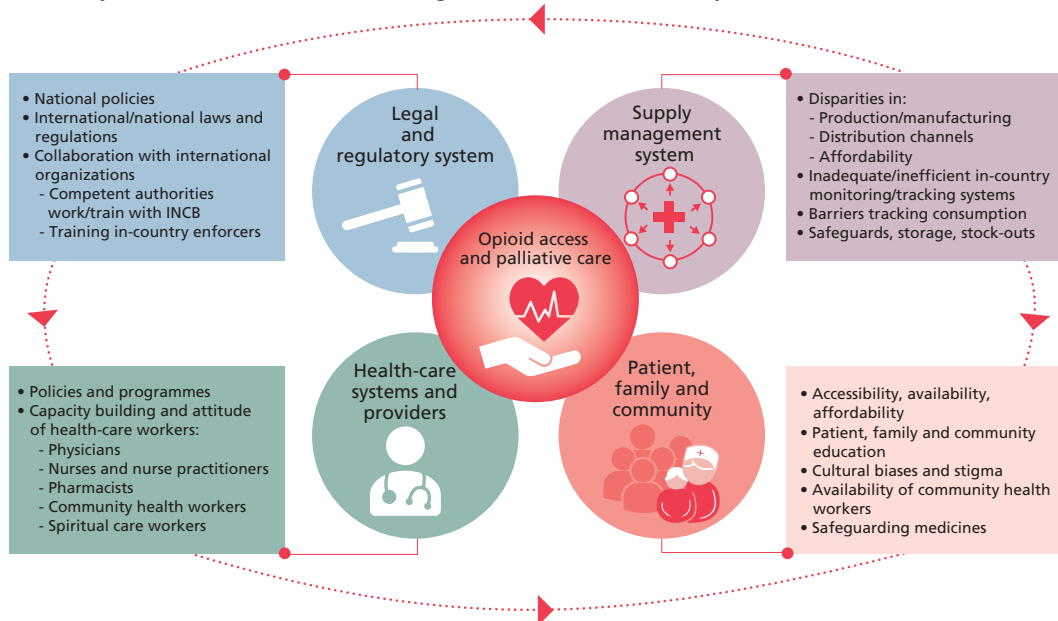 • National policies
• International/national laws and
regulations
• Collaboration with international
organizations
- Competent authorities
work/train with INCB
- Training in-country enforcers
Legal
and
regulatory system
Supply
management
system
• Disparities in:
- Production/manufacturing
- Distribution channels
- Affordability
• Inadequate/inefficient in-country
monitoring/tracking systems
• Barriers tracking consumption
• Safeguards, storage, stock-outs
Opioid access
and palliative care
• Policies and programmes
• Capacity building and attitude
of health-care workers:
- Physicians
- Nurses and nurse practitioners
- Pharmacists
- Community health workers
- Spiritual care workers
Health-care
systems and
providers
Patient,
family and
community
• Accessibility, availability,
affordability
• Patient, family and community
education
• Cultural biases and stigma
• Availability of community health
workers
• Safeguarding medicines